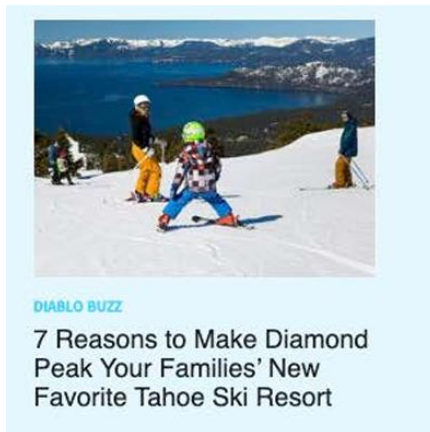 DIABLO BUZZ
7 Reasons to Make Diamond
Peak Your Families’ New
Favorite Tahoe Ski Resort